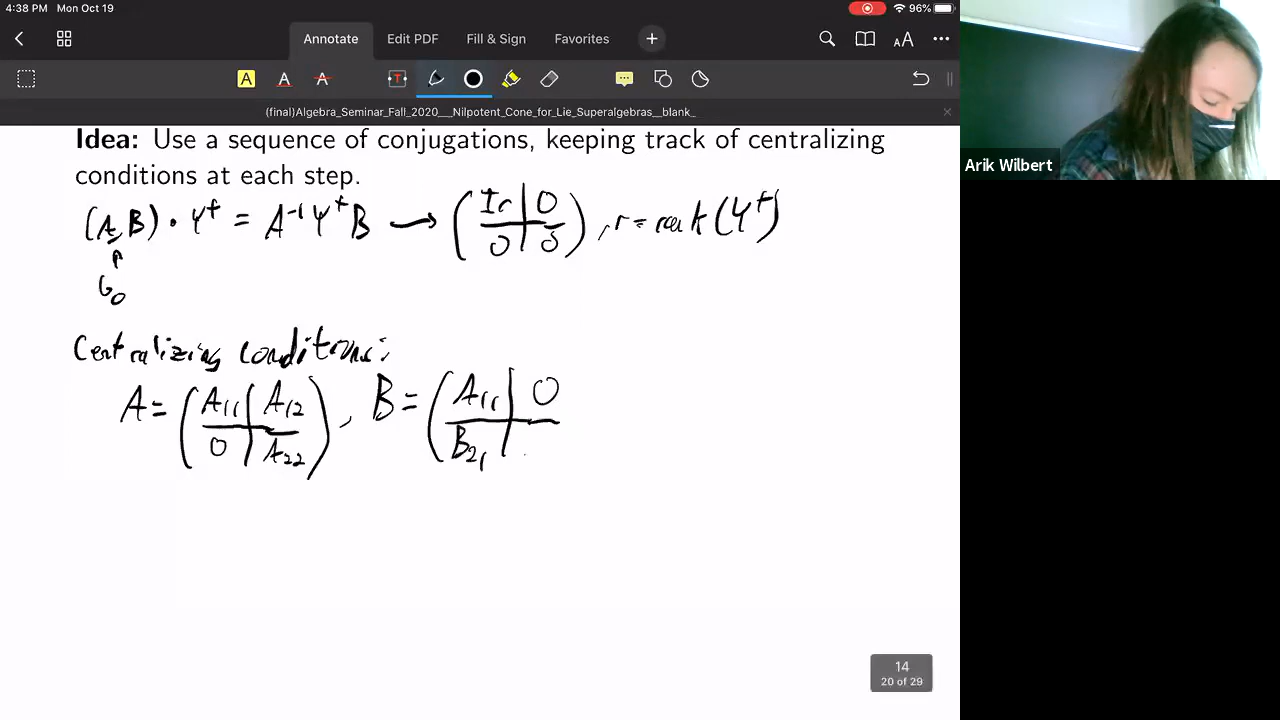 4:38 PM Mon Oct 19
96%
Annotate Edit PDF Fill & Sign Favorites
(final)Algebra_Seminar_Fall_2020___Nilpotent_Cone_for_Lie_Superalgebras__blank_
Arik Wilbert
Idea: Use a sequence of conjugations, keeping track of centralizing
conditions at each step.
(A, B) · Y⁺ = A⁻¹ Y⁺ B → ( Ir | 0 / 0 | 0 ) , r = rank (Y⁺)
↑
G₀
Centralizing conditions:
A = ( A₁₁ | A₁₂ / 0 | A₂₂ ) , B = ( A₁₁ | 0 / B₂₁ |
14
20 of 29